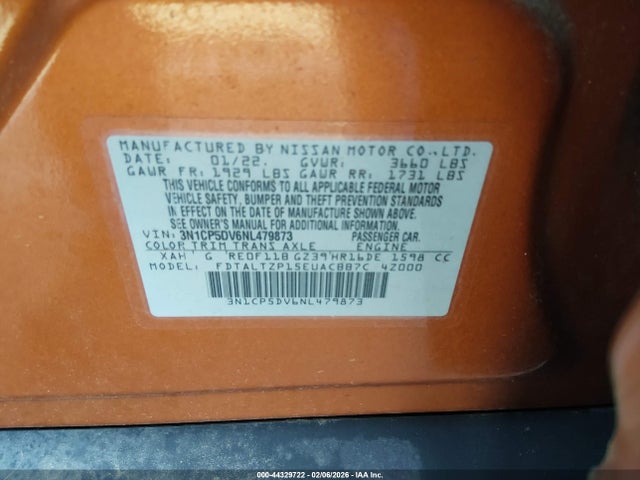 MANUFACTURED BY NISSAN MOTOR CO.,LTD.
DATE: 01/22. GVWR: 3660 LBS
GAWR FR: 1929 LBS GAWR RR: 1731 LBS
THIS VEHICLE CONFORMS TO ALL APPLICABLE FEDERAL MOTOR
VEHICLE SAFETY, BUMPER AND THEFT PREVENTION STANDARDS
IN EFFECT ON THE DATE OF MANUFACTURE SHOWN ABOVE.
SEE OWNER'S MANUAL FOR ADDITIONAL INFORMATION.
VIN: 3N1CP5DV6NL479873 PASSENGER CAR.
COLOR TRIM TRANS AXLE ENGINE
XAH G RE0F11B GZ39 HR16DE 1598 CC
MODEL: FDTALTZP15EUACBB7C 4Z000
3N1CP5DV6NL479873
000-44329722 - 02/06/2026 - IAA Inc.